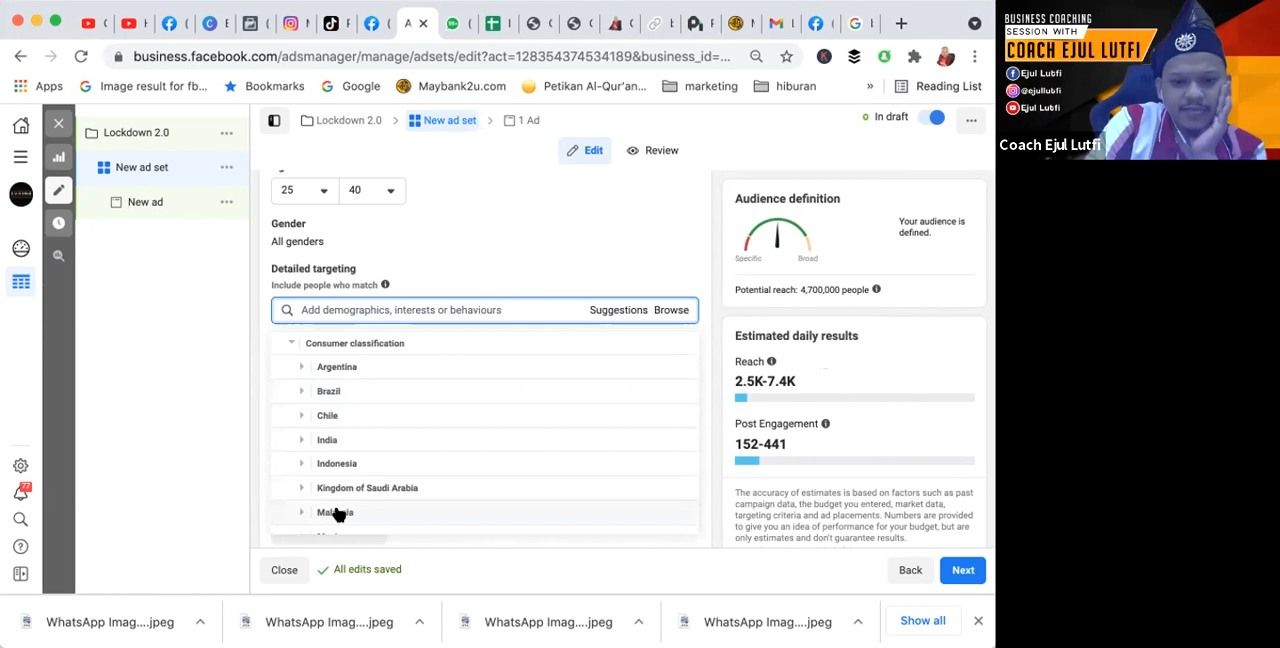 business.facebook.com/adsmanager/manage/adsets/edit?act=128354374534189&business_id=...
Apps
Image result for fb...
Bookmarks
Google
Maybank2u.com
Petikan Al-Qur'an...
marketing
hiburan
»
Reading List
Lockdown 2.0
New ad set
New ad
Lockdown 2.0
New ad set
1 Ad
In draft
Edit
Review
25
40
Gender
All genders
Detailed targeting
Include people who match
Add demographics, interests or behaviours
Suggestions
Browse
Consumer classification
Argentina
Brazil
Chile
India
Indonesia
Kingdom of Saudi Arabia
Close
All edits saved
Back
Next
Audience definition
Your audience is
defined.
Specific
Broad
Potential reach: 4,700,000 people
Estimated daily results
Reach
2.5K-7.4K
Post Engagement
152-441
The accuracy of estimates is based on factors such as past
campaign data, the budget you entered, market data,
targeting criteria and ad placements. Numbers are provided
to give you an idea of performance for your budget, but are
only estimates and don't guarantee results.
WhatsApp Imag....jpeg
WhatsApp Imag....jpeg
WhatsApp Imag....jpeg
WhatsApp Imag....jpeg
Show all
BUSINESS COACHING
SESSION WITH
COACH EJUL LUTFI
Ejul Lutfi
@ejullutfi
Ejul Lutfi
Coach Ejul Lutfi